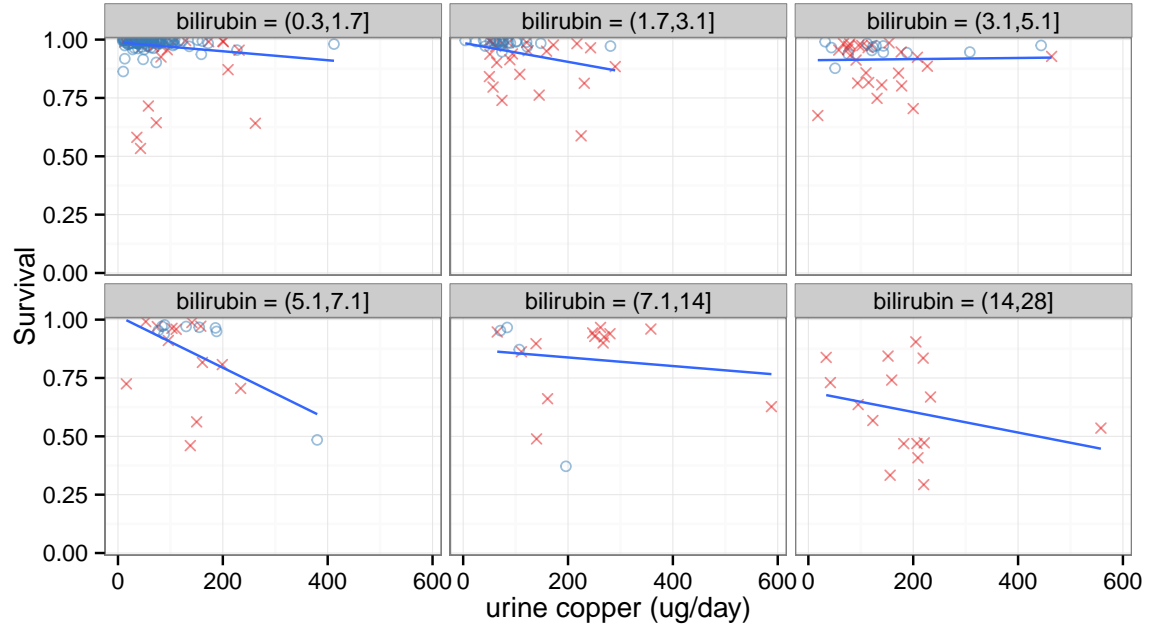 bilirubin = (0.3,1.7]
bilirubin = (1.7,3.1]
bilirubin = (3.1,5.1]
1.00
0.75
0.50
0.25
0.00
bilirubin = (5.1,7.1]
bilirubin = (7.1,14]
bilirubin = (14,28]
1.00
0.75
0.50
0.25
0.00
Survival
0 200 400 600
0 200 400 600
0 200 400 600
urine copper (ug/day)